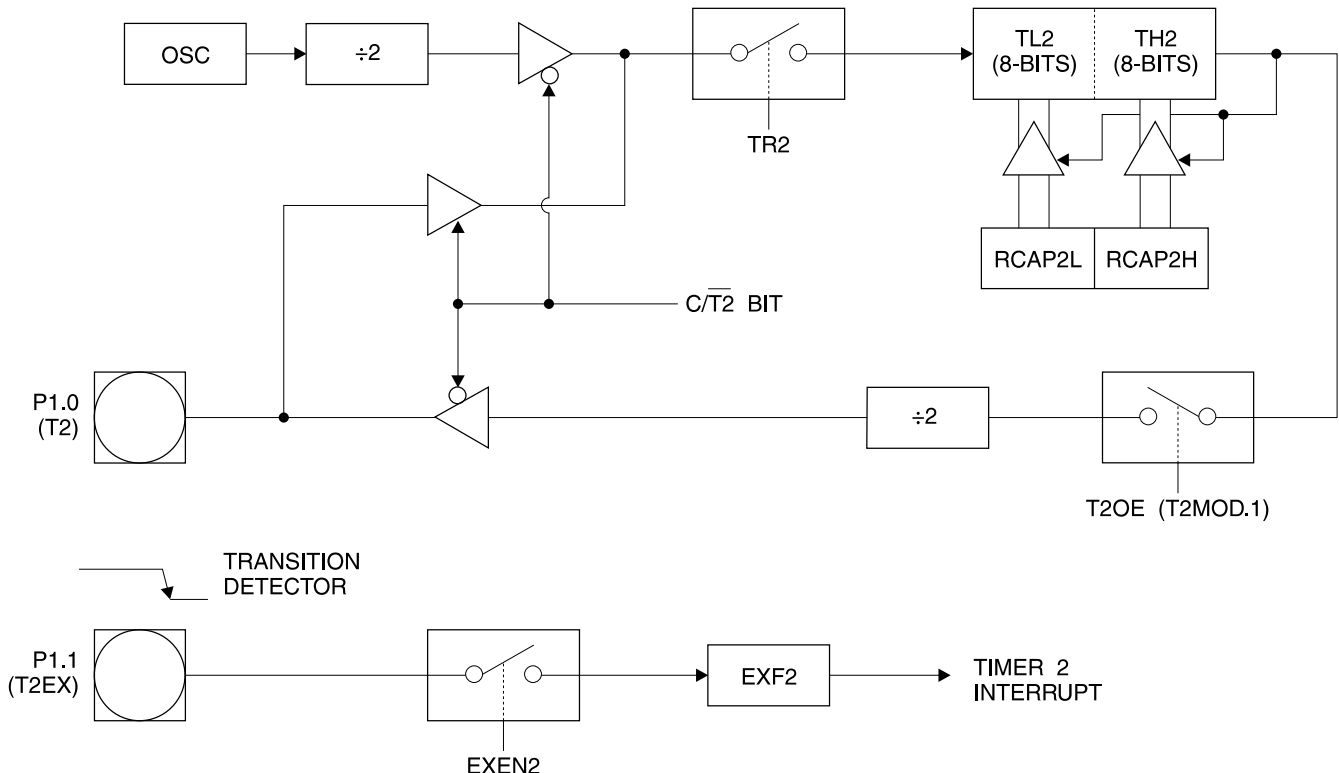 OSC
÷2
TL2
(8-BITS)
TH2
(8-BITS)
TR2
RCAP2L
RCAP2H
C/T2̅ BIT
P1.0
(T2)
÷2
T2OE (T2MOD.1)
TRANSITION
DETECTOR
P1.1
(T2EX)
EXF2
TIMER 2
INTERRUPT
EXEN2